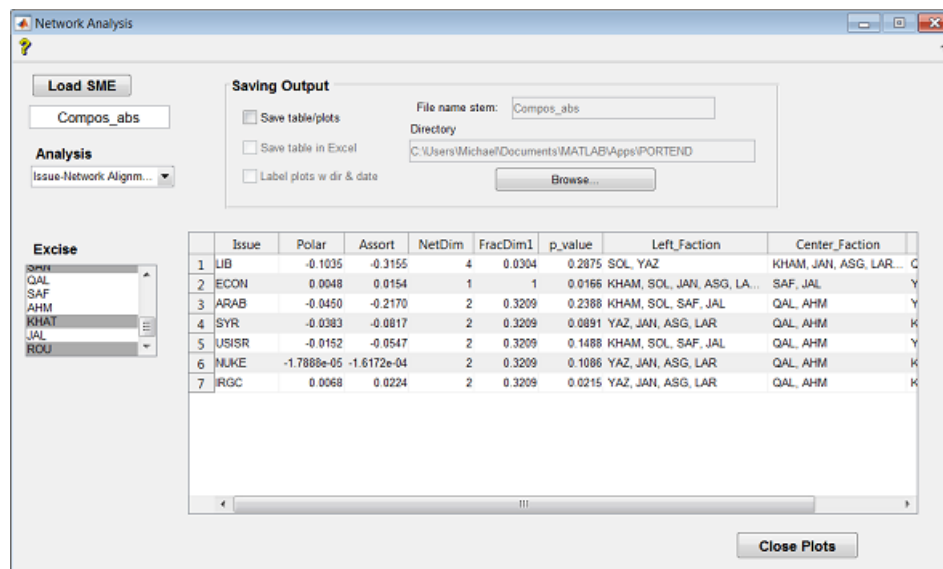 Network Analysis
Load SME
Compos_abs
Analysis
Issue-Network Alignm...
Saving Output
Save table/plots
Save table in Excel
Label plots w dir & date
File name stem:
Compos_abs
Directory
C:\Users\Michael\Documents\MATLAB\Apps\PORTEND
Browse...
Excise
SAN
QAL
SAF
AHM
KHAT
JAL
ROU
Issue Polar Assort NetDim FracDim1 p_value Left_Faction Center_Faction
1 LIB -0.1035 -0.3155 4 0.0304 0.2875 SOL, YAZ KHAM, JAN, ASG, LAR...
2 ECON 0.0048 0.0154 1 1 0.0166 KHAM, SOL, JAN, ASG, LA... SAF, JAL Y
3 ARAB -0.0450 -0.2170 2 0.3209 0.2388 KHAM, SOL, SAF, JAL QAL, AHM Y
4 SYR -0.0383 -0.0817 2 0.3209 0.0891 YAZ, JAN, ASG, LAR QAL, AHM K
5 USISR -0.0152 -0.0547 2 0.3209 0.1488 KHAM, SOL, SAF, JAL QAL, AHM Y
6 NUKE -1.7888e-05 -1.6172e-04 2 0.3209 0.1086 YAZ, JAN, ASG, LAR QAL, AHM K
7 IRGC 0.0068 0.0224 2 0.3209 0.0215 YAZ, JAN, ASG, LAR QAL, AHM K
Close Plots